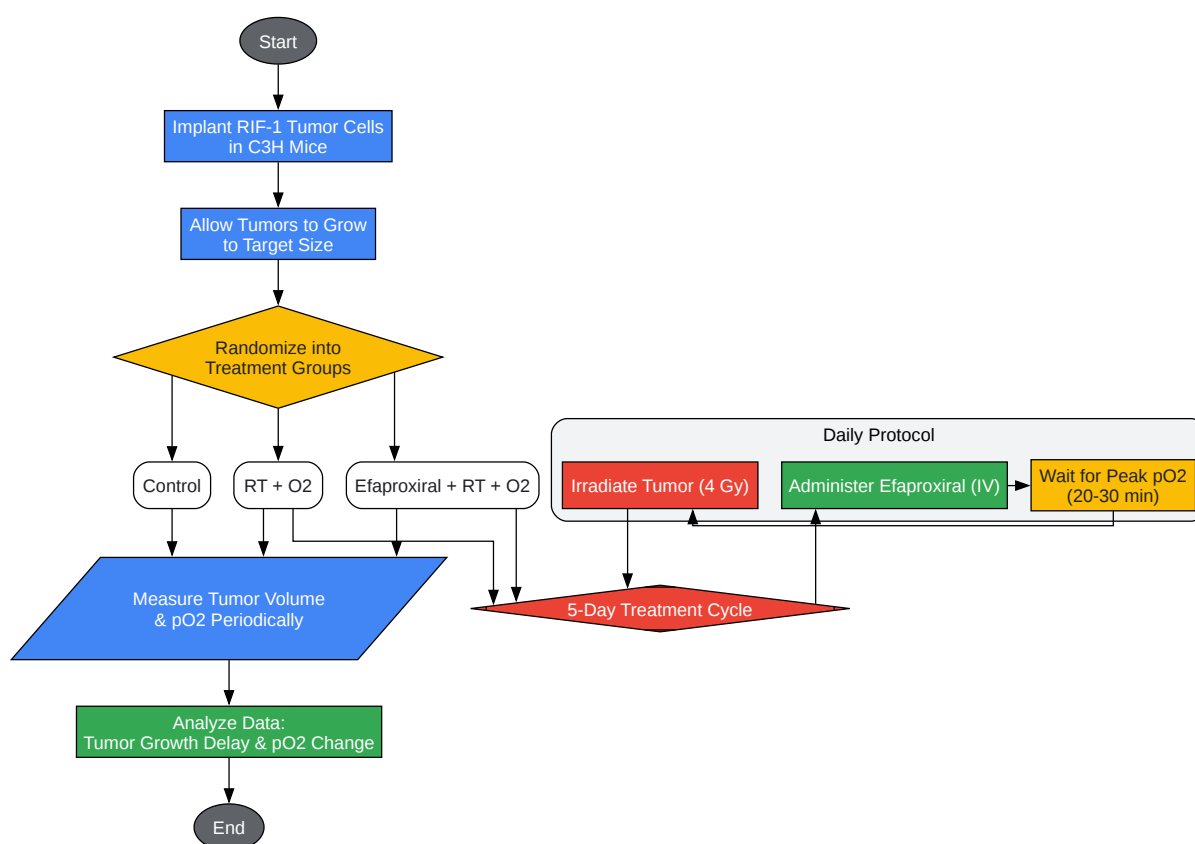 Start
Implant RIF-1 Tumor Cells
in C3H Mice
Allow Tumors to Grow
to Target Size
Randomize into
Treatment Groups
Control
RT + O2
Efaproxiral + RT + O2
Daily Protocol
Irradiate Tumor (4 Gy)
Administer Efaproxiral (IV)
Wait for Peak pO2
(20-30 min)
Measure Tumor Volume
& pO2 Periodically
5-Day Treatment Cycle
Analyze Data:
Tumor Growth Delay & pO2 Change
End